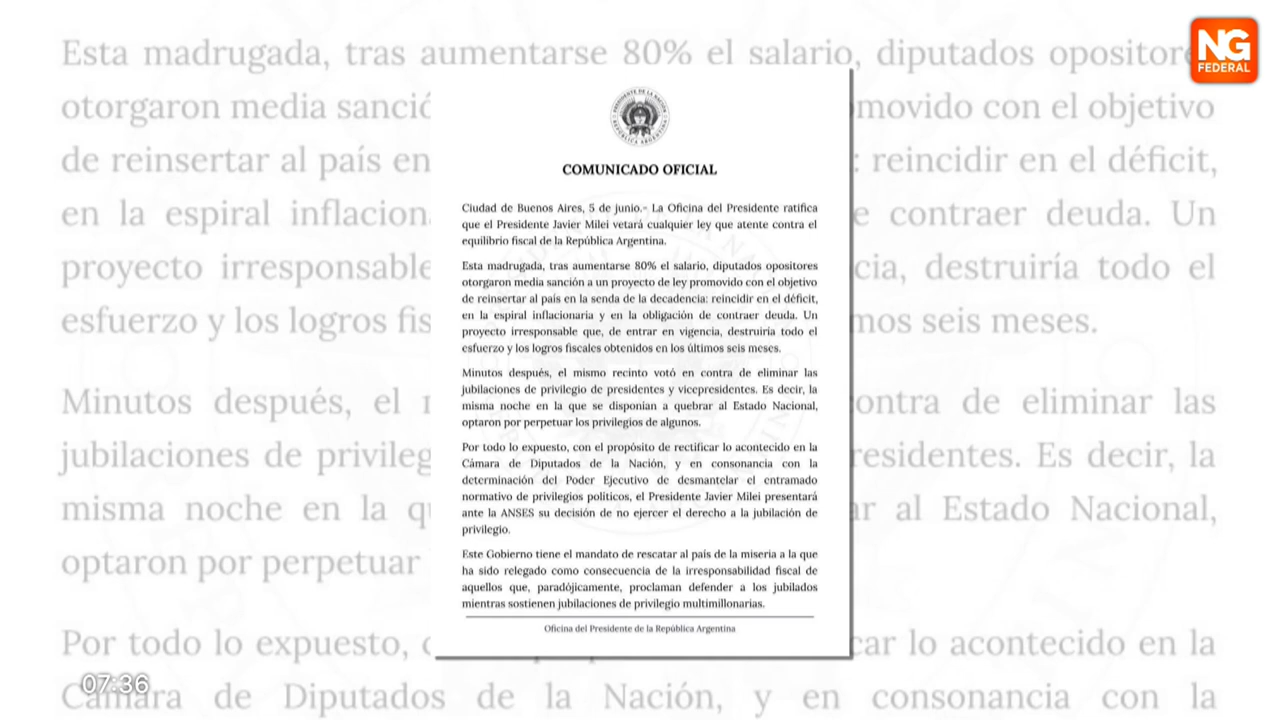 Esta madrugada, tras aumentarse 80% el salario, diputados opositore
NG
FEDERAL
otorgaron media sanció
movido con el objetivo
de reinsertar al país en
: reincidir en el déficit,
en la espiral inflacion
e contraer deuda. Un
proyecto irresponsable
cia, destruiría todo el
esfuerzo y los logros fis
mos seis meses.
Minutos después, el
contra de eliminar las
jubilaciones de privileg
residentes. Es decir, la
misma noche en la q
ar al Estado Nacional,
optaron por perpetuar
Por todo lo expuesto, c
car lo acontecido en la
Cámara de Diputados de la Nación, y en consonancia con la
07:36
PRESIDENTE DE LA NACIÓN
REPÚBLICA ARGENTINA
COMUNICADO OFICIAL
Ciudad de Buenos Aires, 5 de junio.- La Oficina del Presidente ratifica
que el Presidente Javier Milei vetará cualquier ley que atente contra el
equilibrio fiscal de la República Argentina.
Esta madrugada, tras aumentarse 80% el salario, diputados opositores
otorgaron media sanción a un proyecto de ley promovido con el objetivo
de reinsertar al país en la senda de la decadencia: reincidir en el déficit,
en la espiral inflacionaria y en la obligación de contraer deuda. Un
proyecto irresponsable que, de entrar en vigencia, destruiría todo el
esfuerzo y los logros fiscales obtenidos en los últimos seis meses.
Minutos después, el mismo recinto votó en contra de eliminar las
jubilaciones de privilegio de presidentes y vicepresidentes. Es decir, la
misma noche en la que se disponían a quebrar al Estado Nacional,
optaron por perpetuar los privilegios de algunos.
Por todo lo expuesto, con el propósito de rectificar lo acontecido en la
Cámara de Diputados de la Nación, y en consonancia con la
determinación del Poder Ejecutivo de desmantelar el entramado
normativo de privilegios políticos, el Presidente Javier Milei presentará
ante la ANSES su decisión de no ejercer el derecho a la jubilación de
privilegio.
Este Gobierno tiene el mandato de rescatar al país de la miseria a la que
ha sido relegado como consecuencia de la irresponsabilidad fiscal de
aquellos que, paradójicamente, proclaman defender a los jubilados
mientras sostienen jubilaciones de privilegio multimillonarias.
Oficina del Presidente de la República Argentina